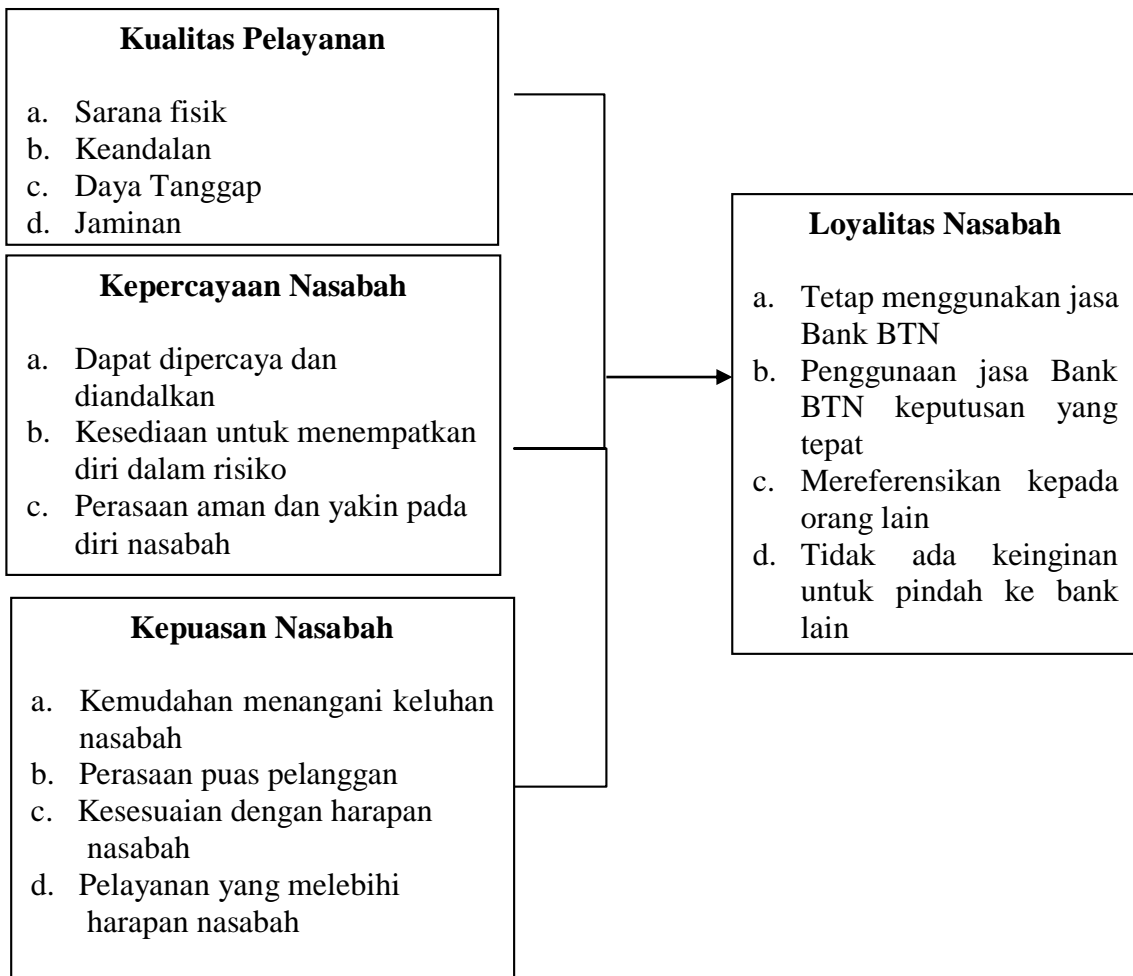 Kualitas Pelayanan
a. Sarana fisik
b. Keandalan
c. Daya Tanggap
d. Jaminan
Kepercayaan Nasabah
a. Dapat dipercaya dan
diandalkan
b. Kesediaan untuk menempatkan
diri dalam risiko
c. Perasaan aman dan yakin pada
diri nasabah
Kepuasan Nasabah
a. Kemudahan menangani keluhan
nasabah
b. Perasaan puas pelanggan
c. Kesesuaian dengan harapan
nasabah
d. Pelayanan yang melebihi
harapan nasabah
Loyalitas Nasabah
a. Tetap menggunakan jasa
Bank BTN
b. Penggunaan jasa Bank
BTN keputusan yang
tepat
c. Mereferensikan kepada
orang lain
d. Tidak ada keinginan
untuk pindah ke bank
lain